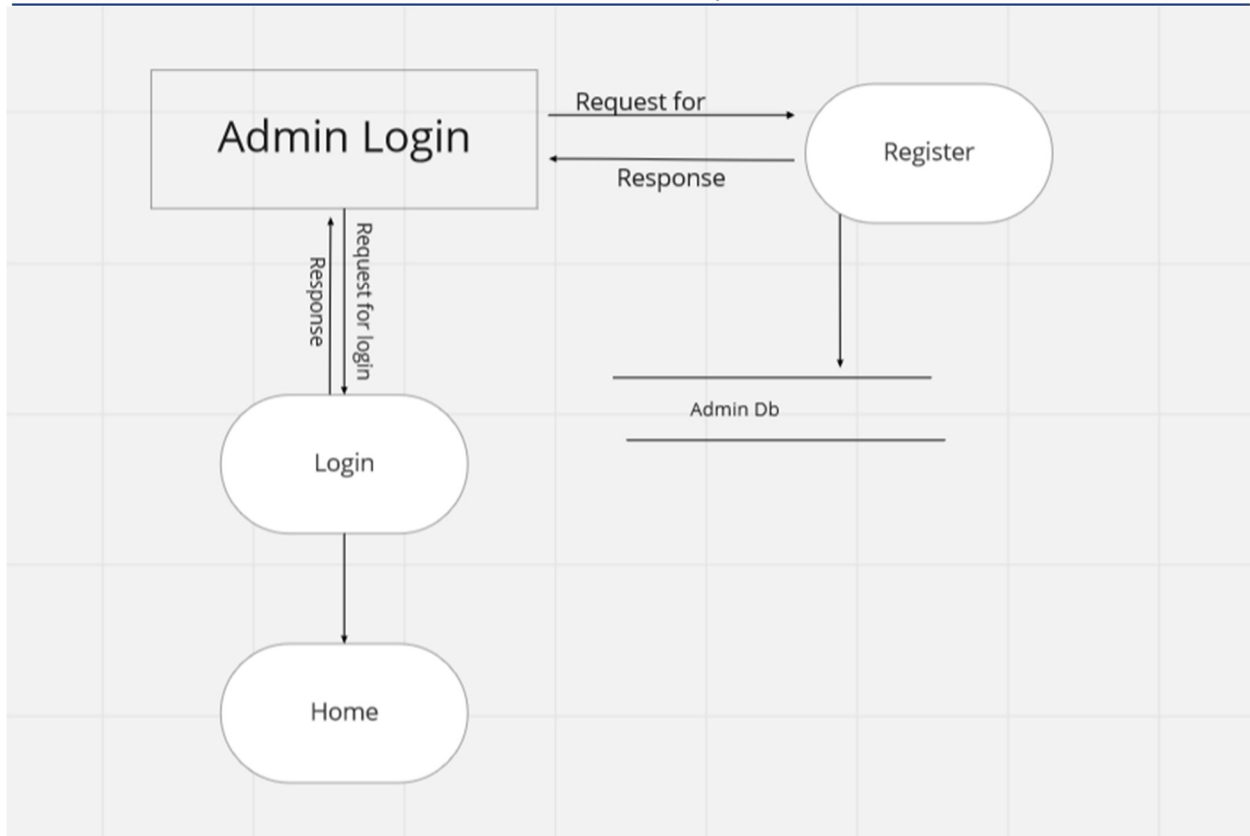 Admin Login
Request for
Response
Register
Response
Request for login
Admin Db
Login
Home